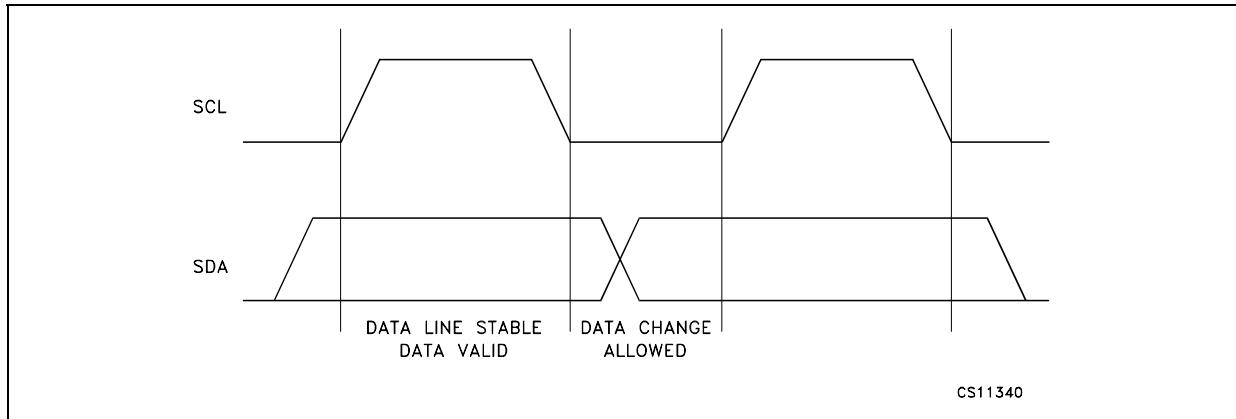 SCL
SDA
DATA LINE STABLE
DATA VALID
DATA CHANGE
ALLOWED
CS11340